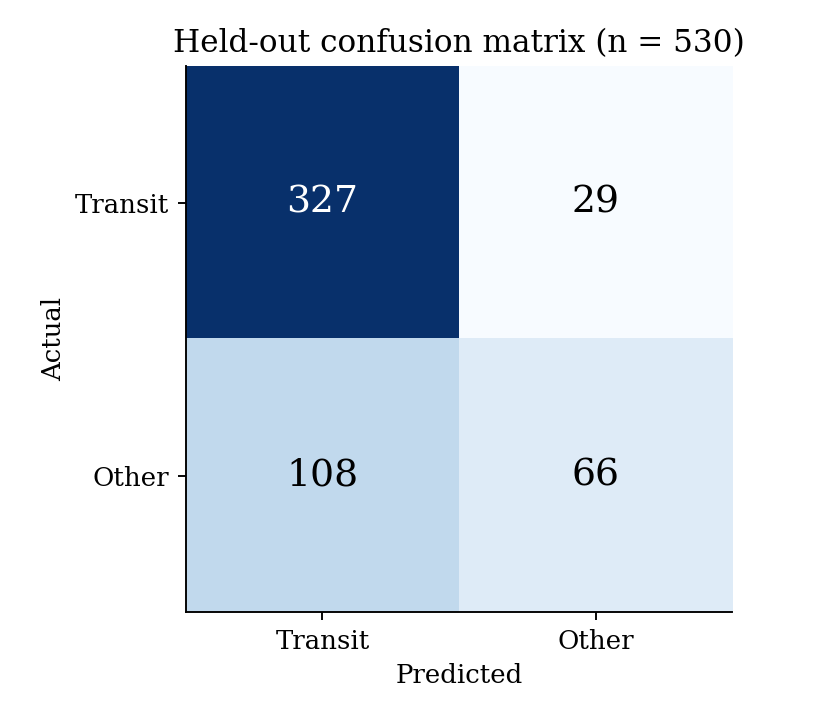 Held-out confusion matrix (n = 530)
Transit
327
29
Actual
Other
108
66
Transit
Other
Predicted